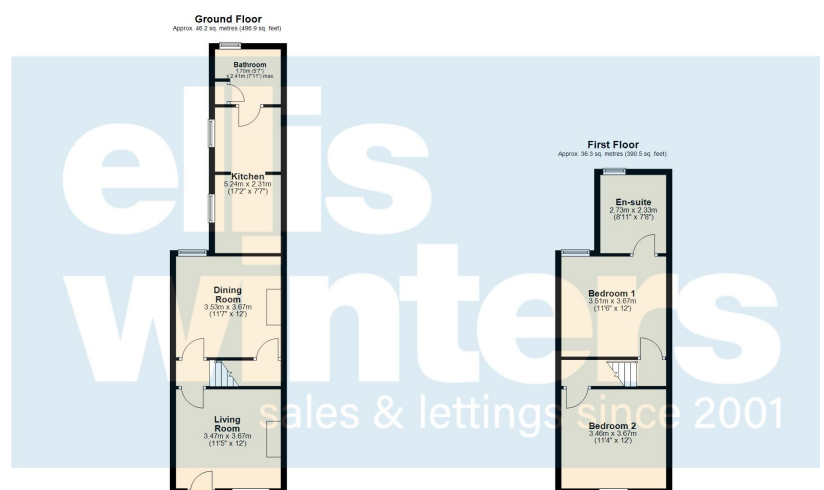 Ground Floor
Approx. 46.2 sq. metres (496.9 sq. feet)
Bathroom
1.70m (5'7")
x 2.41m (7'11") max
Kitchen
5.24m x 2.31m
(17'2" x 7'7")
Dining
Room
3.53m x 3.67m
(11'7" x 12')
Living
Room
3.47m x 3.67m
(11'5" x 12')
First Floor
Approx. 36.3 sq. metres (390.5 sq. feet)
En-suite
2.73m x 2.33m
(8'11" x 7'8")
Bedroom 1
3.51m x 3.67m
(11'6" x 12')
Bedroom 2
3.46m x 3.67m
(11'4" x 12')
ellis
winters
sales & lettings since 2001